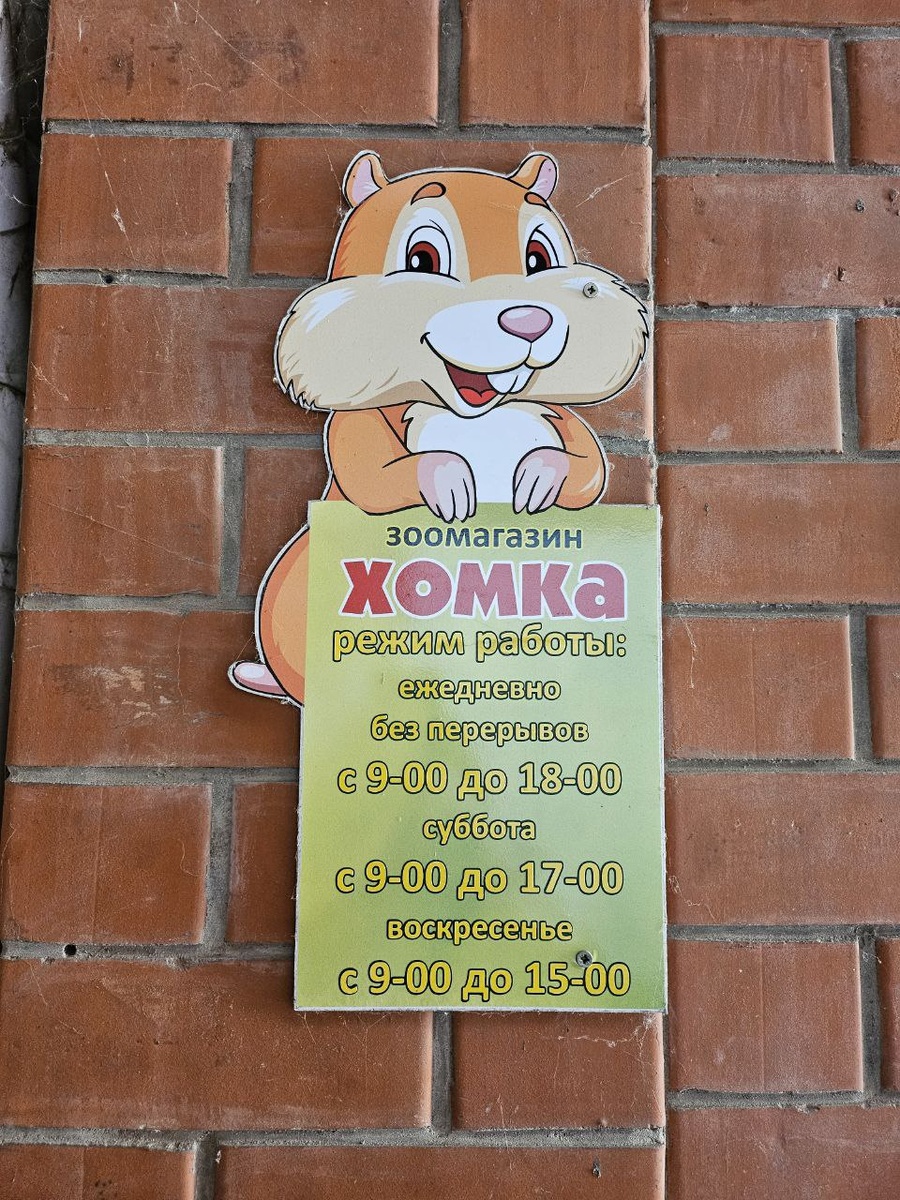 зоомагазин
ХОМКа
режим работы:
ежедневно
без перерывов
с 9-00 до 18-00
суббота
с 9-00 до 17-00
воскресенье
с 9-00 до 15-00